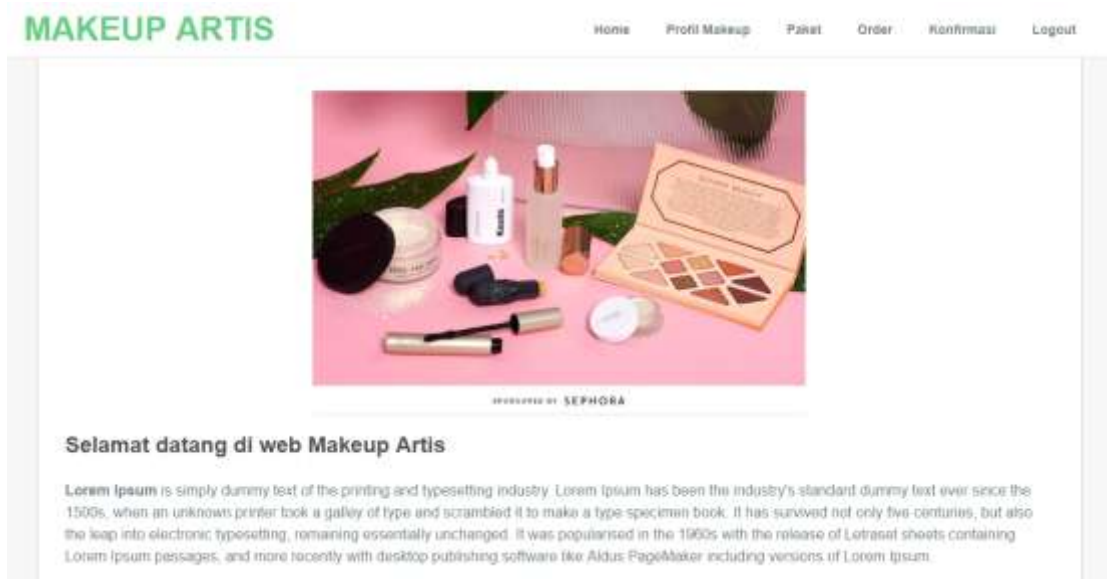 MAKEUP ARTIS
Home Profil Makeup Paket Order Konfirmasi Logout
SPONSORED BY SEPHORA
Selamat datang di web Makeup Artis
Lorem Ipsum is simply dummy text of the printing and typesetting industry. Lorem Ipsum has been the industry's standard dummy text ever since the
1500s, when an unknown printer took a galley of type and scrambled it to make a type specimen book. It has survived not only five centuries, but also
the leap into electronic typesetting, remaining essentially unchanged. It was popularised in the 1960s with the release of Letraset sheets containing
Lorem Ipsum passages, and more recently with desktop publishing software like Aldus PageMaker including versions of Lorem Ipsum.